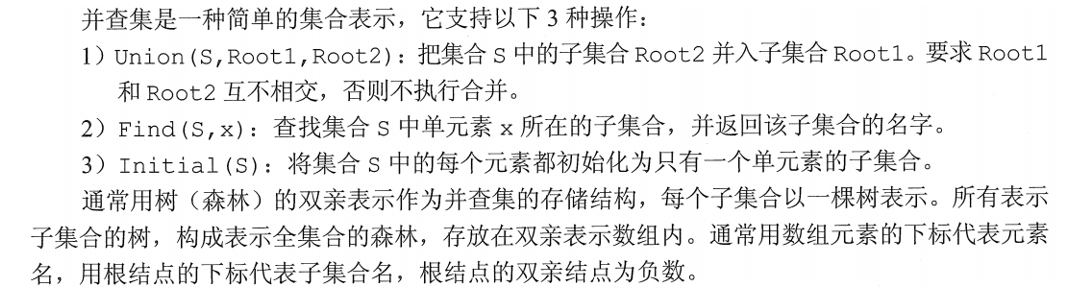 并查集是一种简单的集合表示，它支持以下 3 种操作：
1）Union(S,Root1,Root2)：把集合 S 中的子集合 Root2 并入子集合 Root1。要求 Root1
和 Root2 互不相交，否则不执行合并。
2）Find(S,x)：查找集合 S 中单元素 x 所在的子集合，并返回该子集合的名字。
3）Initial(S)：将集合 S 中的每个元素都初始化为只有一个单元素的子集合。
通常用树（森林）的双亲表示作为并查集的存储结构，每个子集合以一棵树表示。所有表示
子集合的树，构成表示全集合的森林，存放在双亲表示数组内。通常用数组元素的下标代表元素
名，用根结点的下标代表子集合名，根结点的双亲结点为负数。